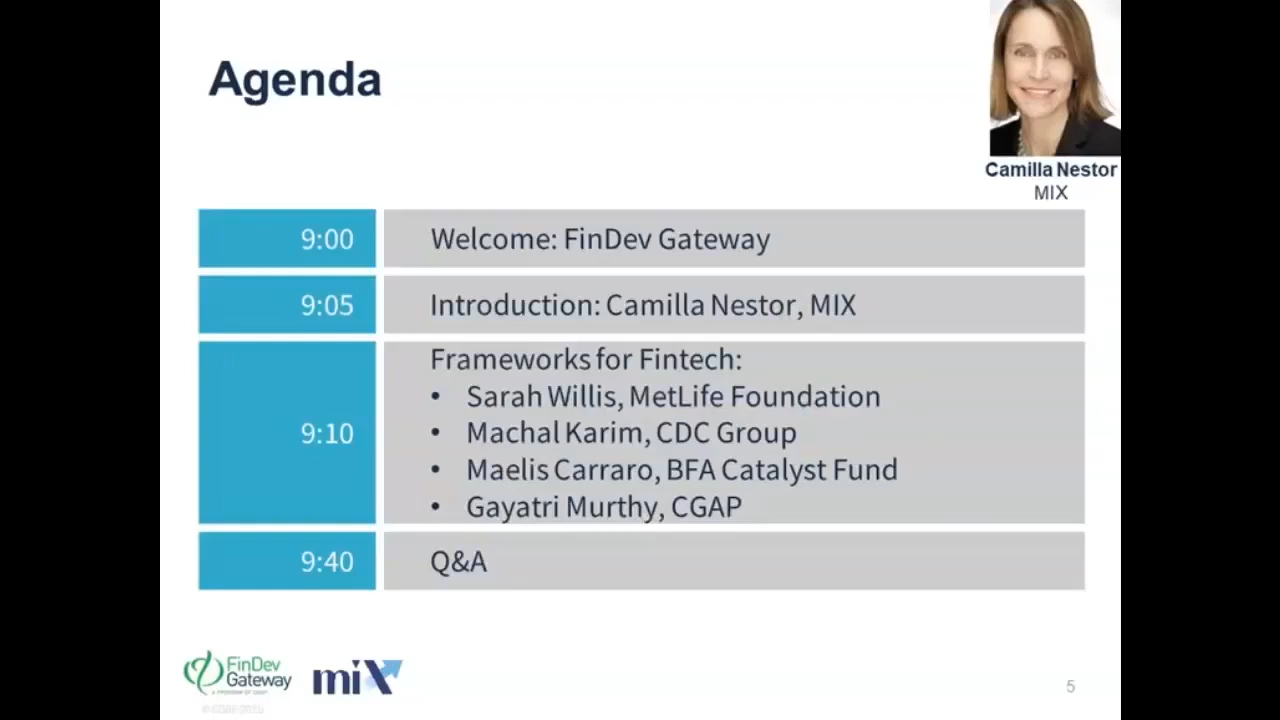 Agenda
Camilla Nestor
MIX
9:00
Welcome: FinDev Gateway
9:05
Introduction: Camilla Nestor, MIX
9:10
Frameworks for Fintech:
• Sarah Willis, MetLife Foundation
• Machal Karim, CDC Group
• Maelis Carraro, BFA Catalyst Fund
• Gayatri Murthy, CGAP
9:40
Q&A
FinDev
Gateway
mix
5